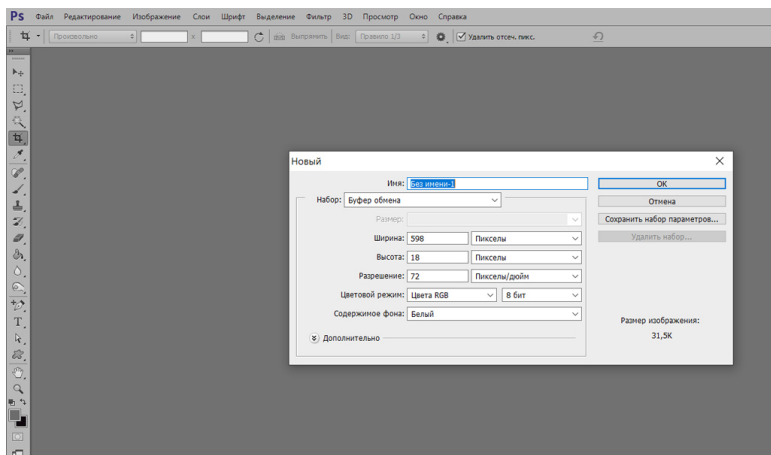 Ps Файл Редактирование Изображение Слои Шрифт Выделение Фильтр 3D Просмотр Окно Справка
Произвольно x Выпрямить Вид: Правило 1/3 Удалить отсеч. пикс.
Новый
Имя: Без имени-1
OK
Набор: Буфер обмена
Отмена
Размер:
Сохранить набор параметров...
Ширина: 598 Пикселы
Удалить набор...
Высота: 18 Пикселы
Разрешение: 72 Пикселы/дюйм
Цветовой режим: Цвета RGB 8 бит
Содержимое фона: Белый
Размер изображения:
31,5K
Дополнительно
T